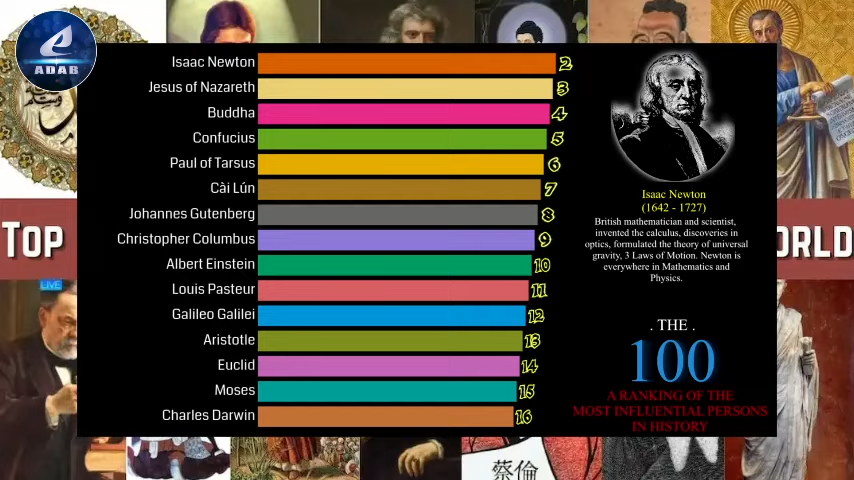 ADAB
TOP
ORLD
LIVE
Isaac Newton 2
Jesus of Nazareth 3
Buddha 4
Confucius 5
Paul of Tarsus 6
Cài Lún 7
Johannes Gutenberg 8
Christopher Columbus 9
Albert Einstein 10
Louis Pasteur 11
Galileo Galilei 12
Aristotle 13
Euclid 14
Moses 15
Charles Darwin 16
Isaac Newton
(1642 - 1727)
British mathematician and scientist,
invented the calculus, discoveries in
optics, formulated the theory of universal
gravity, 3 Laws of Motion. Newton is
everywhere in Mathematics and
Physics.
. THE .
100
A RANKING OF THE
MOST INFLUENTIAL PERSONS
IN HISTORY
蔡倫